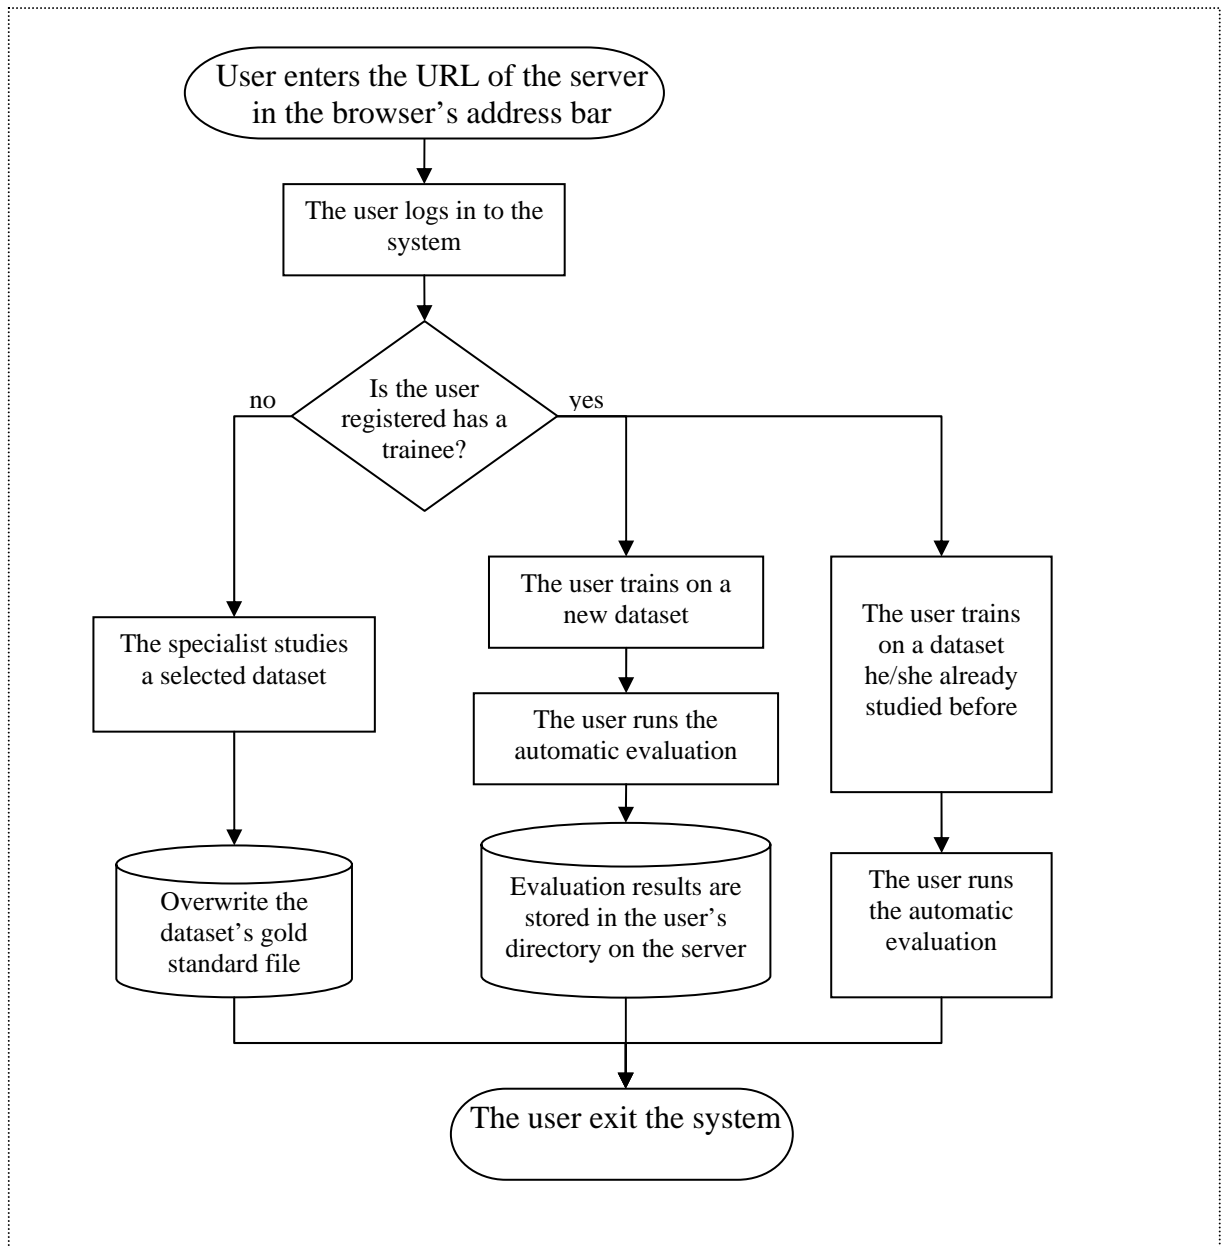 User enters the URL of the server
in the browser’s address bar
The user logs in to the
system
Is the user
registered has a
trainee?
no
yes
The specialist studies
a selected dataset
Overwrite the
dataset’s gold
standard file
The user trains on a
new dataset
The user runs the
automatic evaluation
Evaluation results are
stored in the user’s
directory on the server
The user trains
on a dataset
he/she already
studied before
The user runs
the automatic
evaluation
The user exit the system